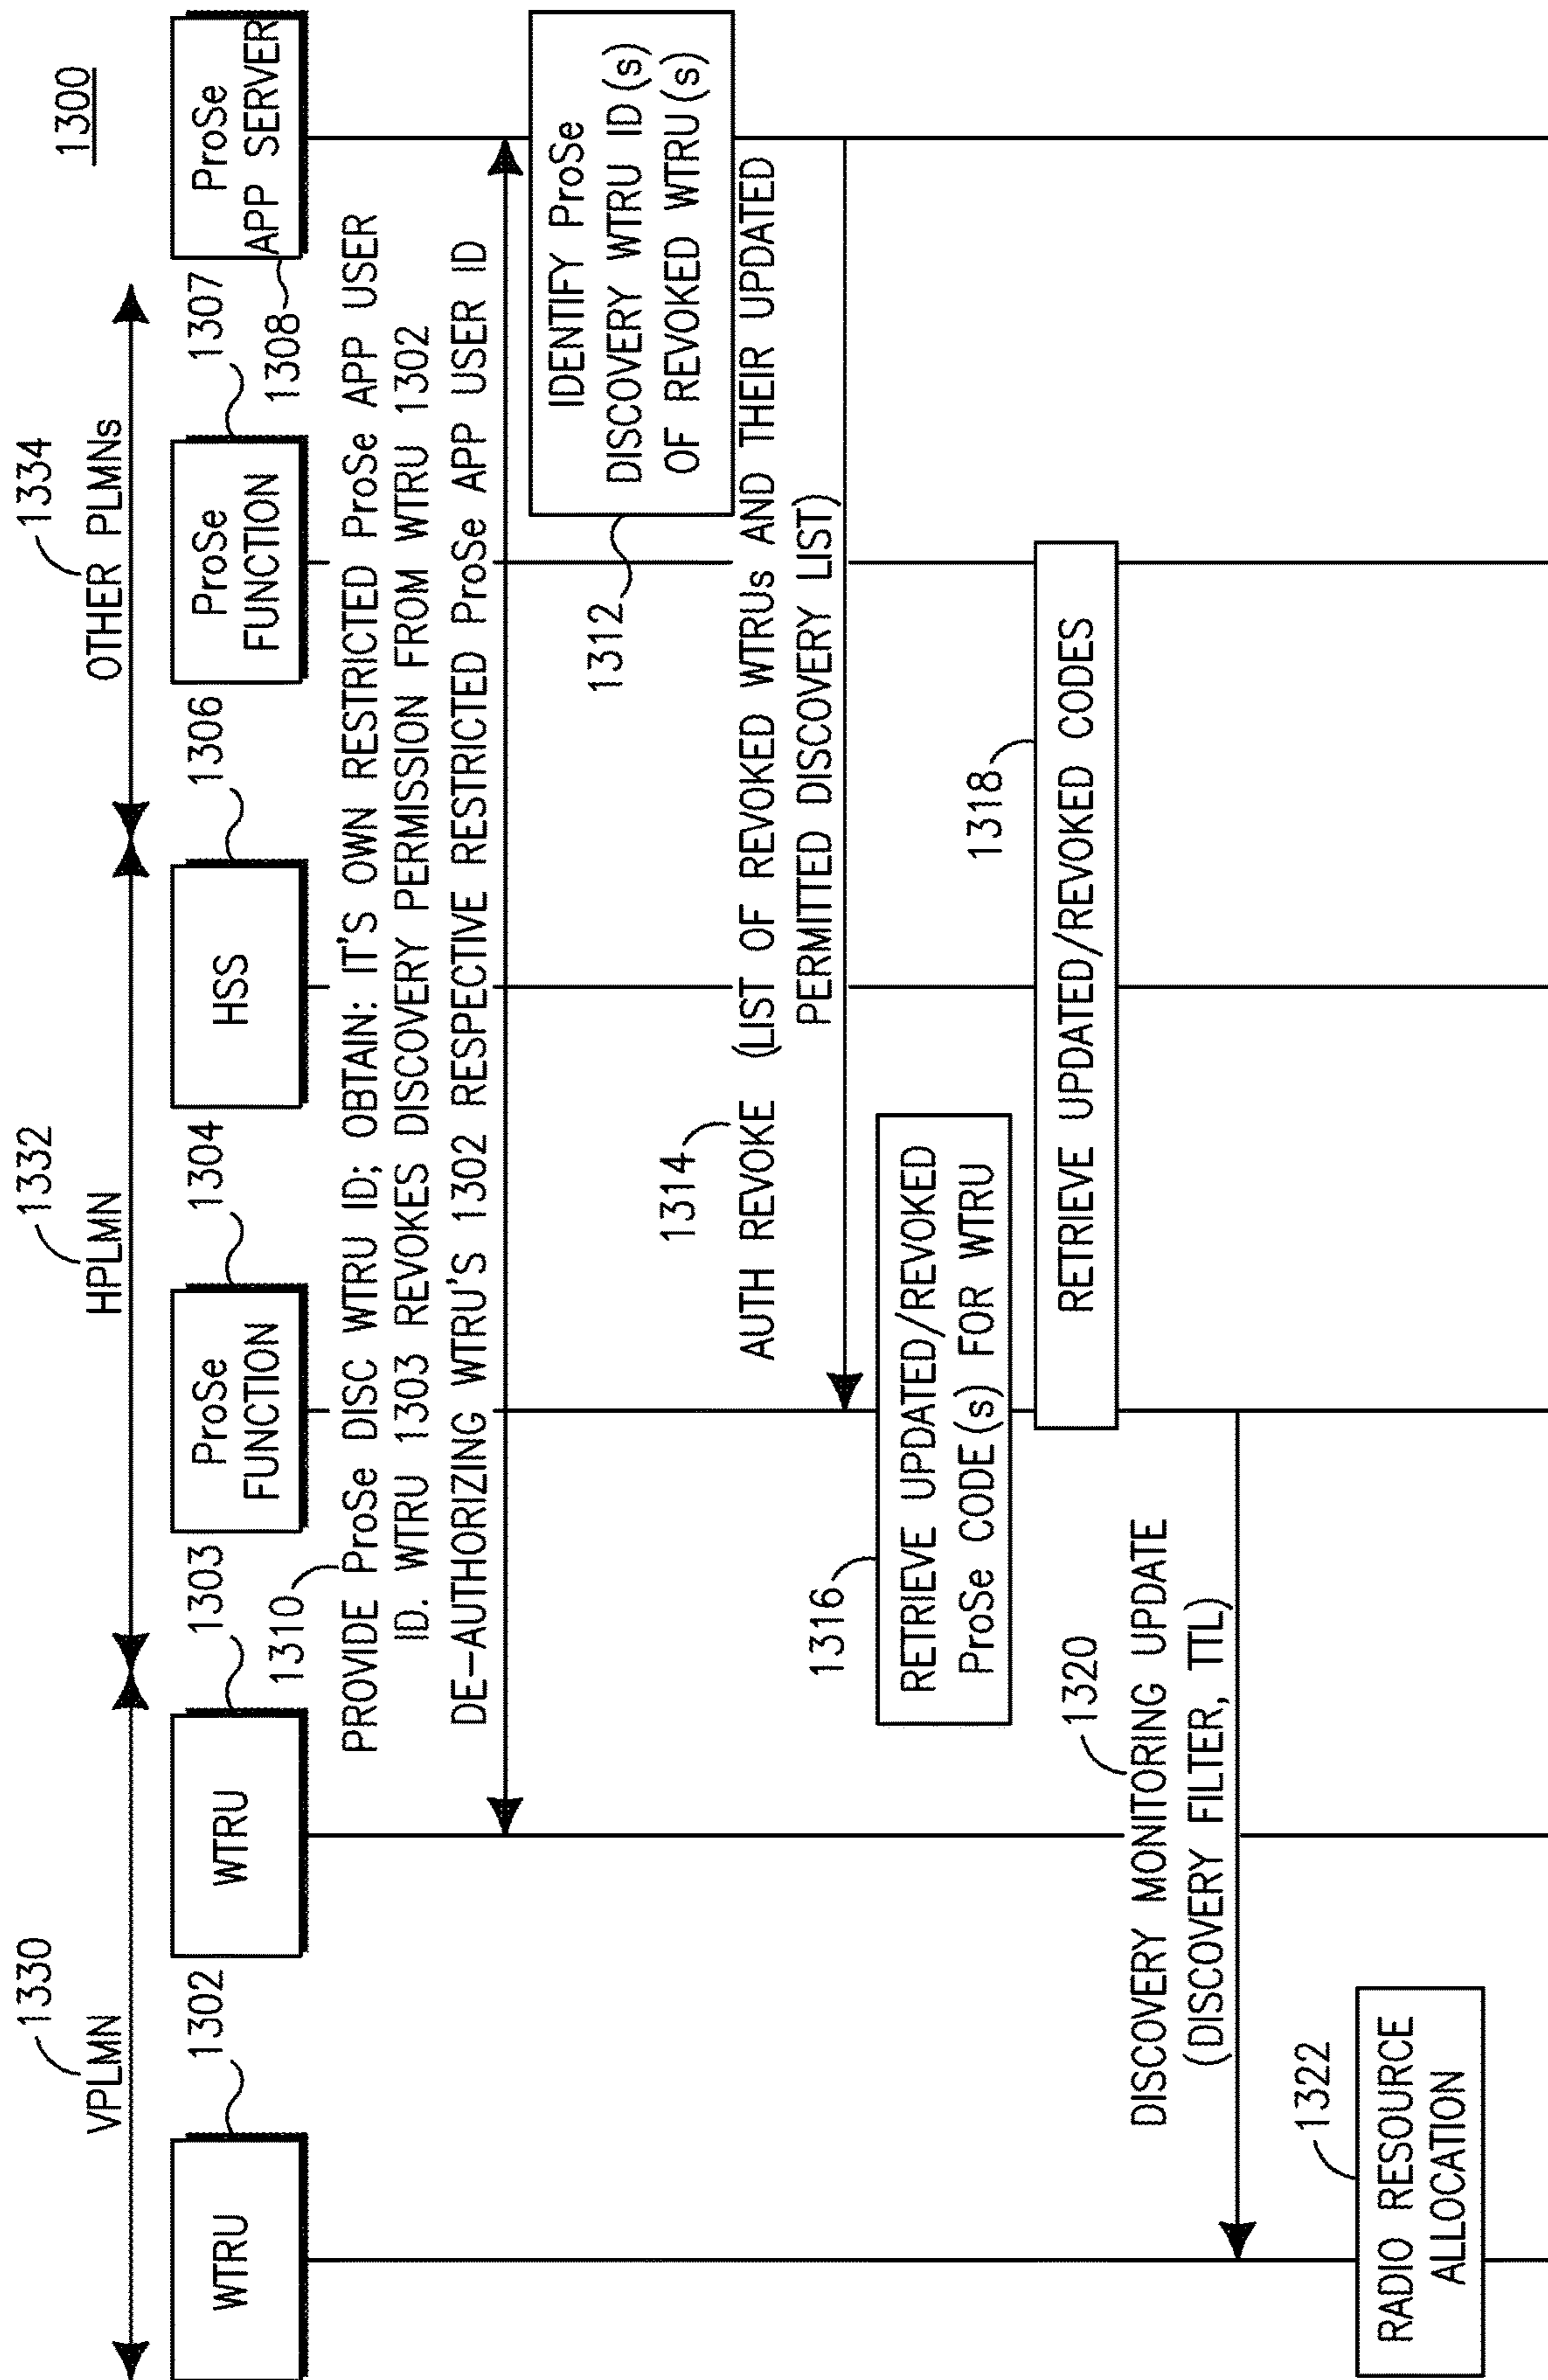 1300
1330
VPLMN
1332
HPLMN
1334
OTHER PLMNs
WTRU
1302
WTRU
1303
ProSe
FUNCTION
1304
HSS
1306
ProSe
FUNCTION
1307
ProSe
APP SERVER
1308
1310
PROVIDE ProSe DISC WTRU ID; OBTAIN: IT'S OWN RESTRICTED ProSe APP USER
ID. WTRU 1303 REVOKES DISCOVERY PERMISSION FROM WTRU 1302
DE-AUTHORIZING WTRU'S 1302 RESPECTIVE RESTRICTED ProSe APP USER ID
IDENTIFY ProSe
DISCOVERY WTRU ID(s)
OF REVOKED WTRU(s)
1312
1314
AUTH REVOKE (LIST OF REVOKED WTRUs AND THEIR UPDATED
PERMITTED DISCOVERY LIST)
1316
RETRIEVE UPDATED/REVOKED
ProSe CODE(s) FOR WTRU
1318
RETRIEVE UPDATED/REVOKED CODES
1320
DISCOVERY MONITORING UPDATE
(DISCOVERY FILTER, TTL)
1322
RADIO RESOURCE
ALLOCATION